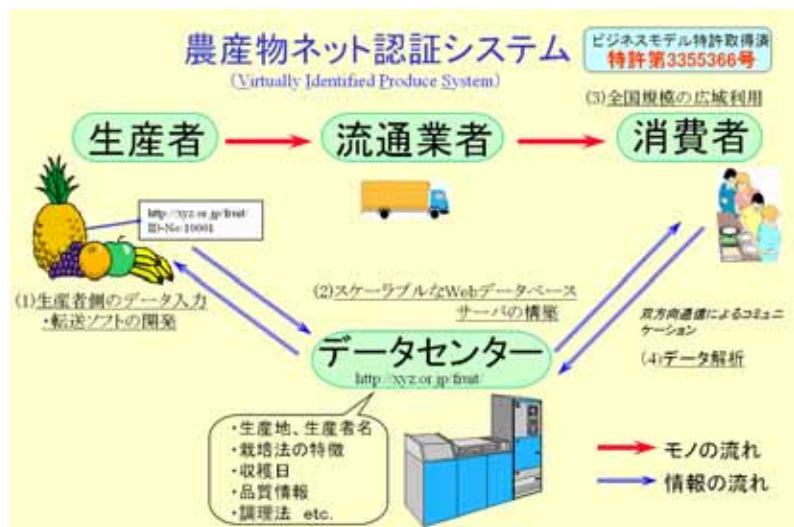 農産物ネット認証システム
(Virtually Identified Produce System)
ビジネスモデル特許取得済
特許第3355366号
(3)全国規模の広域利用
生産者
流通業者
消費者
http://xyz.or.jp/fruit/
ID-No:10001
(1)生産者側のデータ入力
・転送ソフトの開発
(2)スケーラブルなWebデータベース
サーバの構築
双方向通信によるコミュニ
ケーション
(4)データ解析
データセンター
http://xyz.or.jp/fruit/
・生産地、生産者名
・栽培法の特徴
・収穫日
・品質情報
・調理法 etc.
モノの流れ
情報の流れ